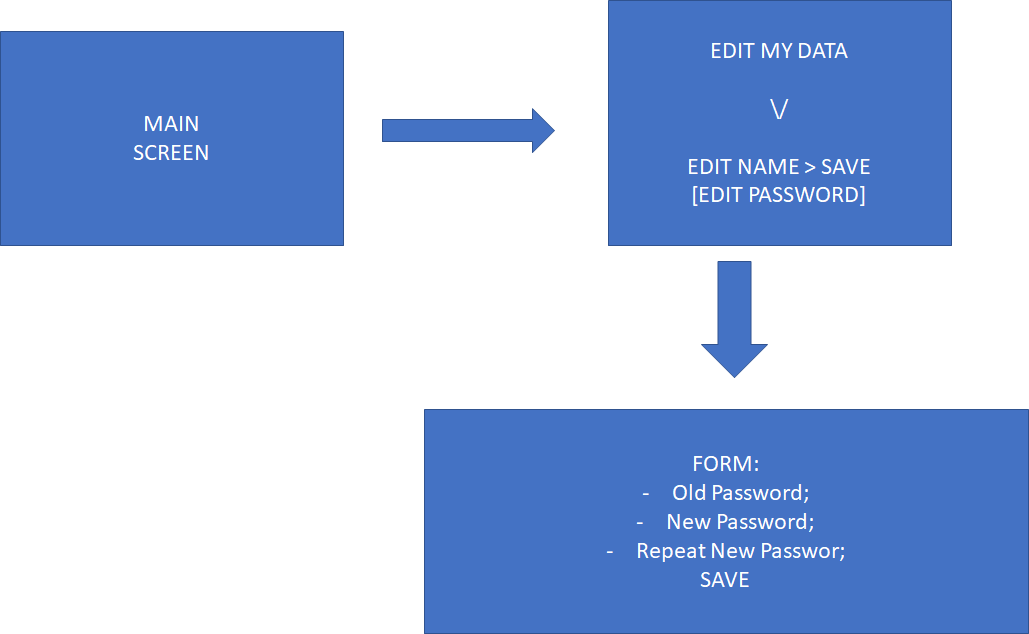 MAIN
SCREEN
EDIT MY DATA
\/
EDIT NAME > SAVE
[EDIT PASSWORD]
FORM:
- Old Password;
- New Password;
- Repeat New Passwor;
SAVE